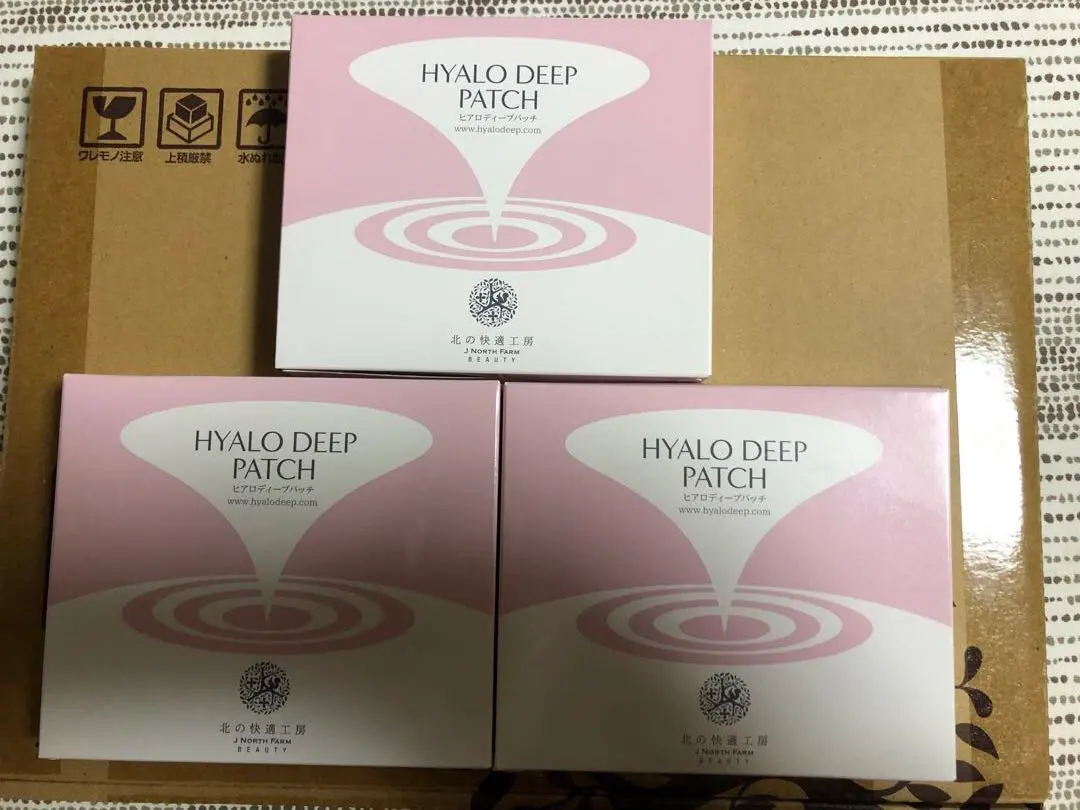 ワレモノ注意
上積厳禁
水ぬれ
HYALO DEEP
PATCH
ヒアロディープパッチ
www.hyalodeep.com
北の快適工房
J NORTH FARM
BEAUTY
HYALO DEEP
PATCH
ヒアロディープパッチ
www.hyalodeep.com
北の快適工房
J NORTH FARM
BEAUTY
HYALO DEEP
PATCH
ヒアロディープパッチ
www.hyalodeep.com
北の快適工房
J NORTH FARM
BEAUTY